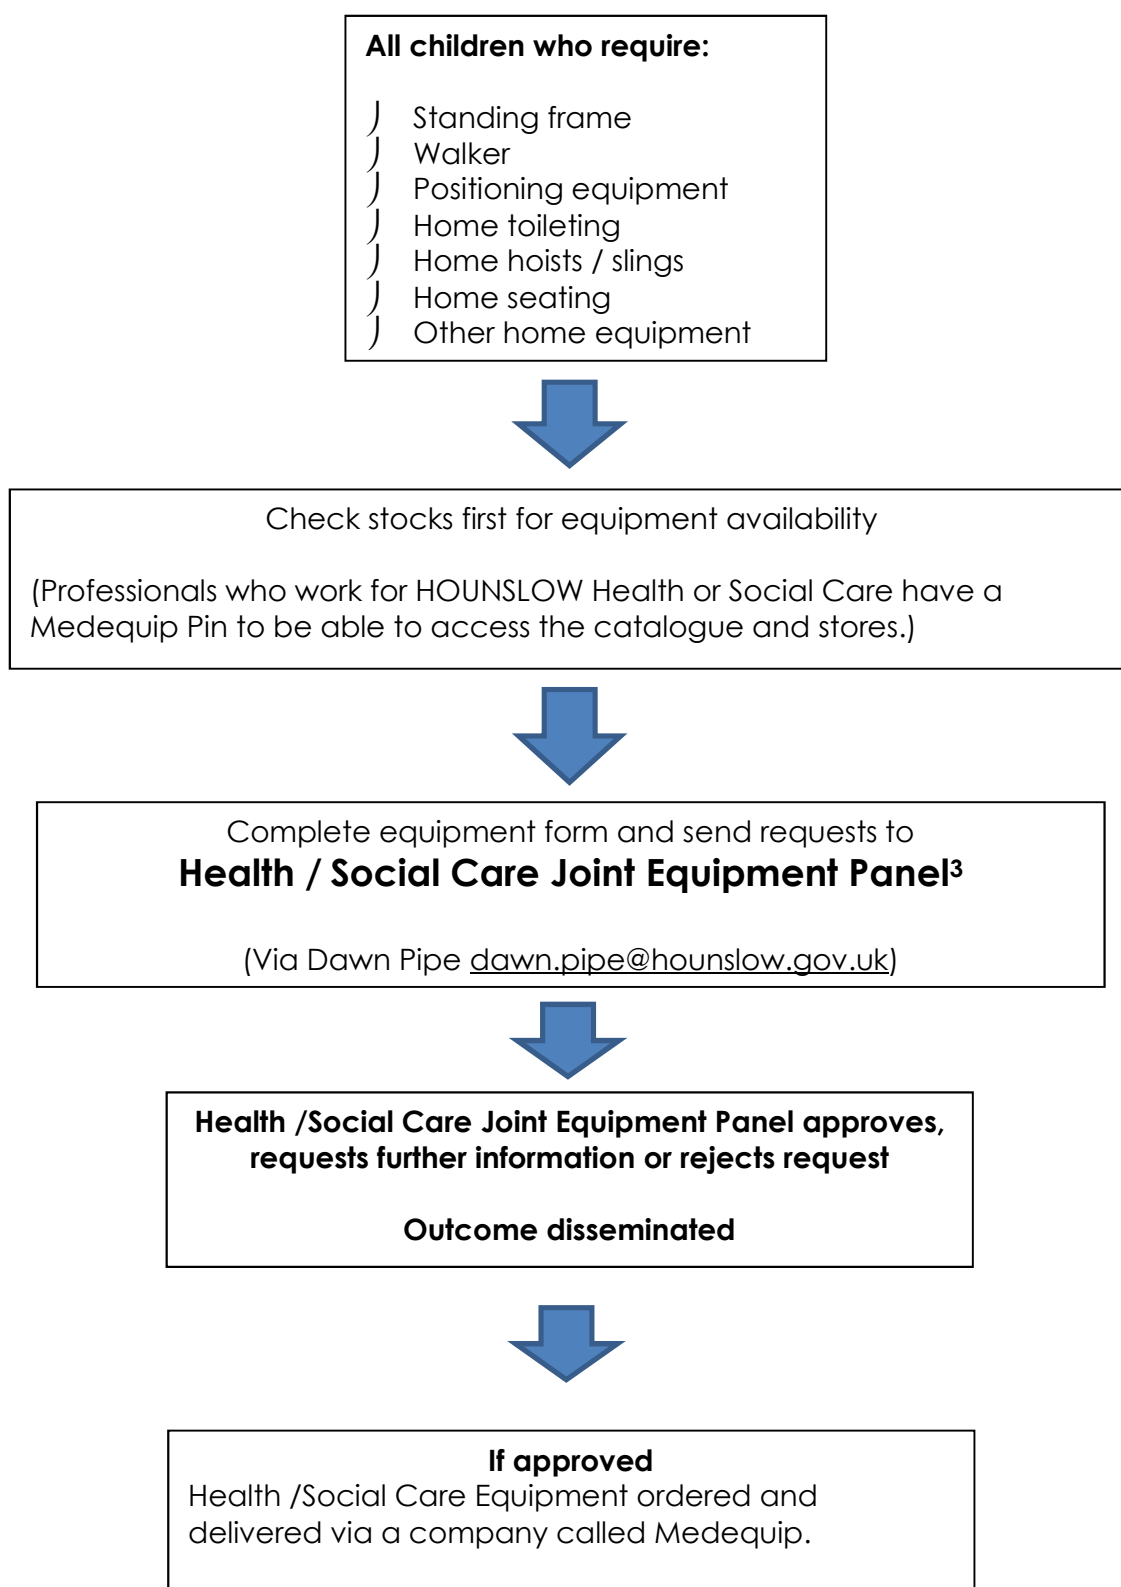 All children who require:
Standing frame
Walker
Positioning equipment
Home toileting
Home hoists / slings
Home seating
Other home equipment
Check stocks first for equipment availability
(Professionals who work for HOUNSLOW Health or Social Care have a
Medequip Pin to be able to access the catalogue and stores.)
Complete equipment form and send requests to
Health / Social Care Joint Equipment Panel³
(Via Dawn Pipe dawn.pipe@hounslow.gov.uk)
Health /Social Care Joint Equipment Panel approves,
requests further information or rejects request
Outcome disseminated
If approved
Health /Social Care Equipment ordered and
delivered via a company called Medequip.